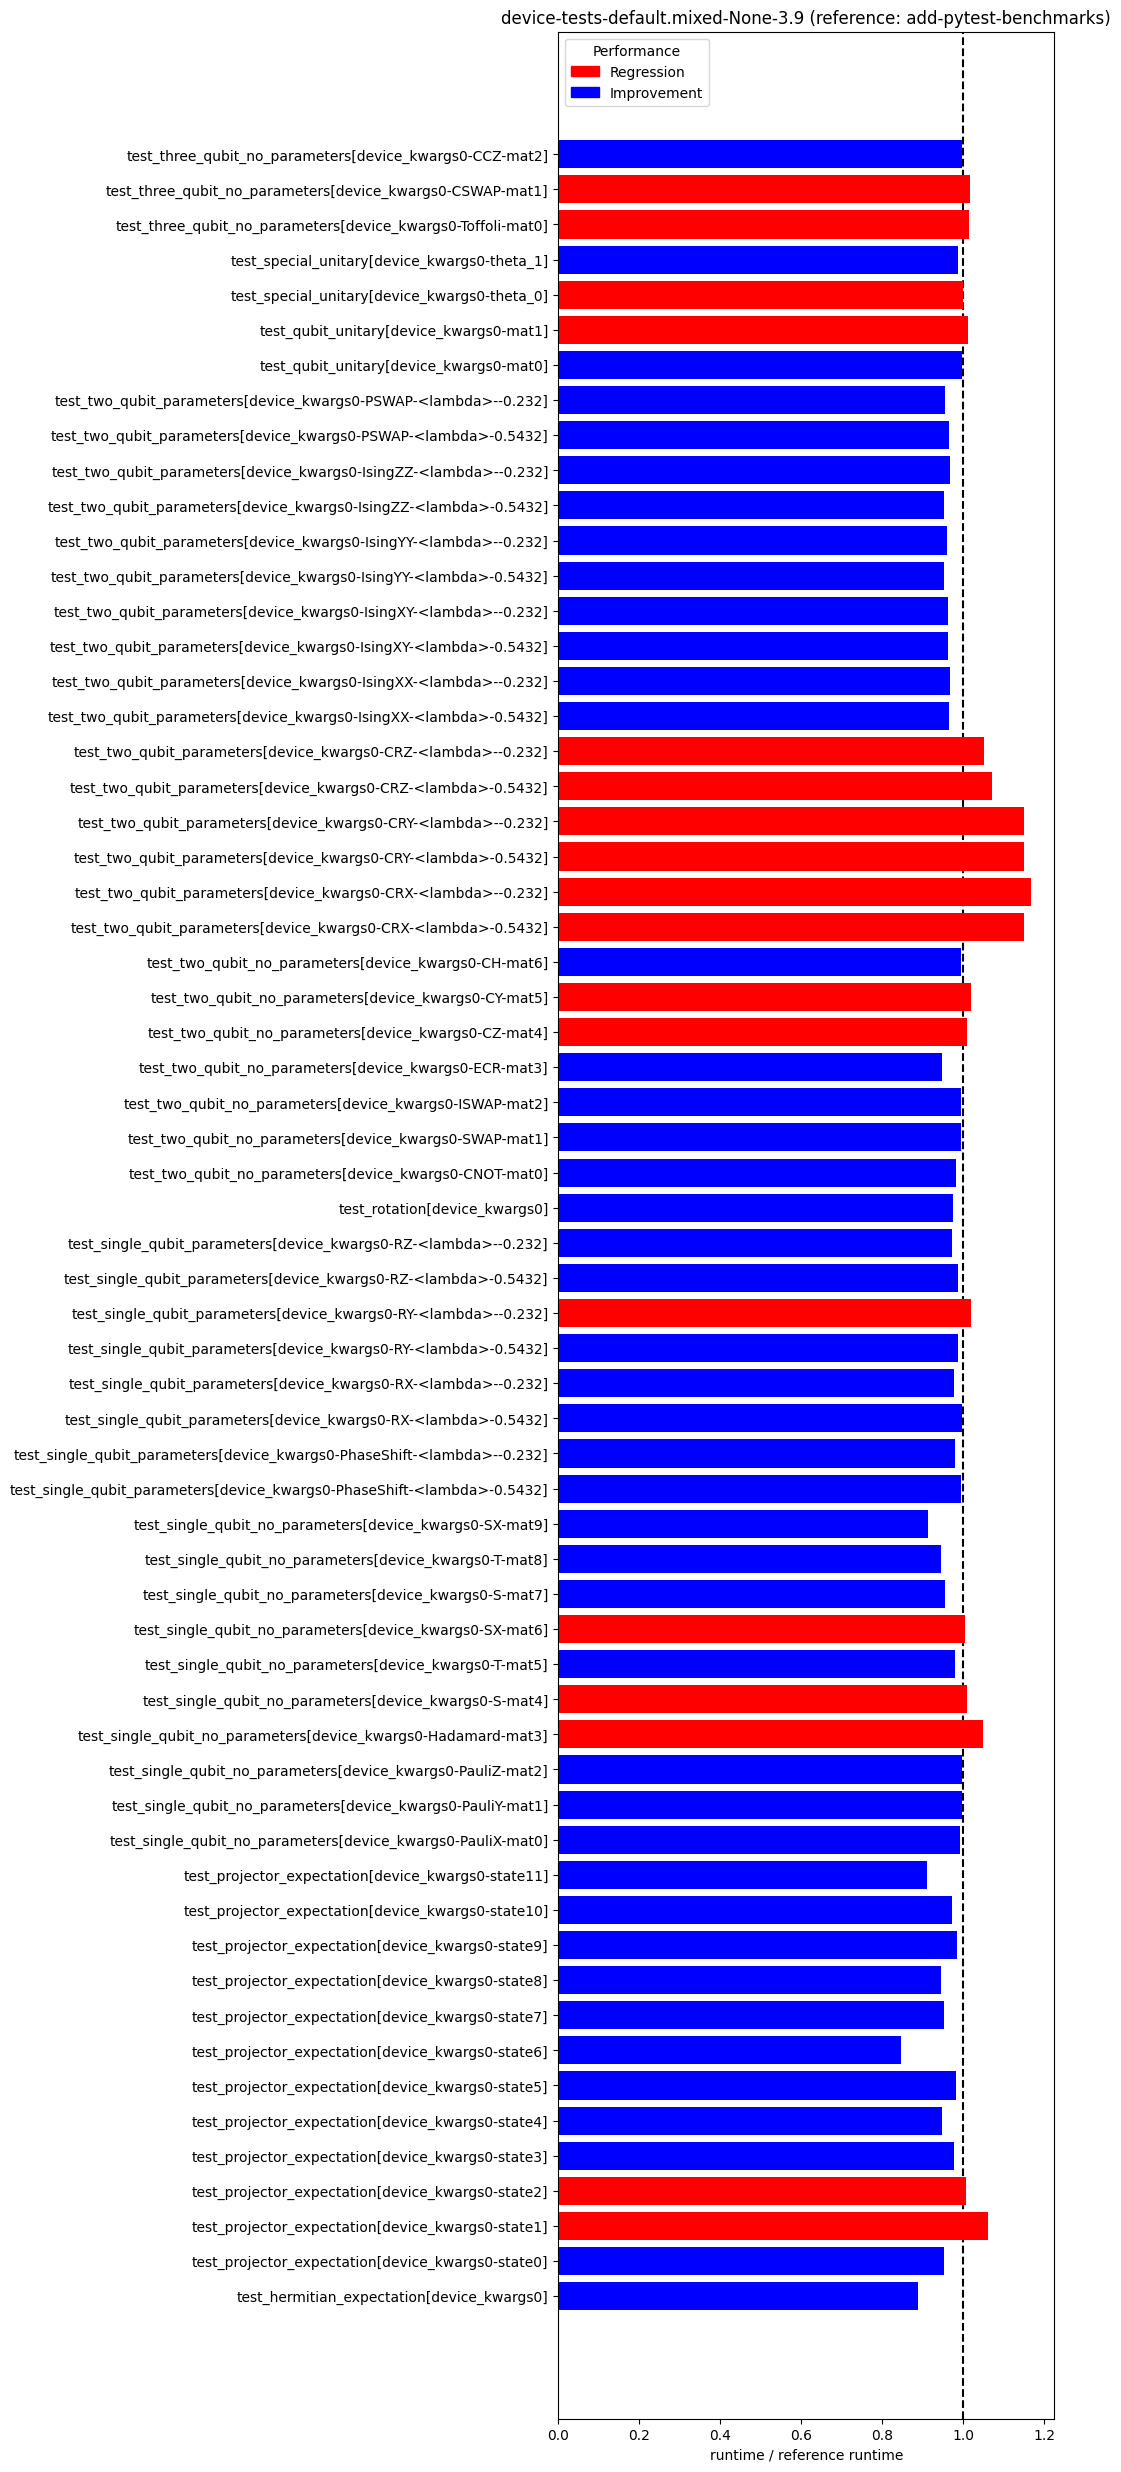 device-tests-default.mixed-None-3.9 (reference: add-pytest-benchmarks)
Performance
Regression
Improvement
test_three_qubit_no_parameters[device_kwargs0-CCZ-mat2]
test_three_qubit_no_parameters[device_kwargs0-CSWAP-mat1]
test_three_qubit_no_parameters[device_kwargs0-Toffoli-mat0]
test_special_unitary[device_kwargs0-theta_1]
test_special_unitary[device_kwargs0-theta_0]
test_qubit_unitary[device_kwargs0-mat1]
test_qubit_unitary[device_kwargs0-mat0]
test_two_qubit_parameters[device_kwargs0-PSWAP-<lambda>--0.232]
test_two_qubit_parameters[device_kwargs0-PSWAP-<lambda>-0.5432]
test_two_qubit_parameters[device_kwargs0-IsingZZ-<lambda>--0.232]
test_two_qubit_parameters[device_kwargs0-IsingZZ-<lambda>-0.5432]
test_two_qubit_parameters[device_kwargs0-IsingYY-<lambda>--0.232]
test_two_qubit_parameters[device_kwargs0-IsingYY-<lambda>-0.5432]
test_two_qubit_parameters[device_kwargs0-IsingXY-<lambda>--0.232]
test_two_qubit_parameters[device_kwargs0-IsingXY-<lambda>-0.5432]
test_two_qubit_parameters[device_kwargs0-IsingXX-<lambda>--0.232]
test_two_qubit_parameters[device_kwargs0-IsingXX-<lambda>-0.5432]
test_two_qubit_parameters[device_kwargs0-CRZ-<lambda>--0.232]
test_two_qubit_parameters[device_kwargs0-CRZ-<lambda>-0.5432]
test_two_qubit_parameters[device_kwargs0-CRY-<lambda>--0.232]
test_two_qubit_parameters[device_kwargs0-CRY-<lambda>-0.5432]
test_two_qubit_parameters[device_kwargs0-CRX-<lambda>--0.232]
test_two_qubit_parameters[device_kwargs0-CRX-<lambda>-0.5432]
test_two_qubit_no_parameters[device_kwargs0-CH-mat6]
test_two_qubit_no_parameters[device_kwargs0-CY-mat5]
test_two_qubit_no_parameters[device_kwargs0-CZ-mat4]
test_two_qubit_no_parameters[device_kwargs0-ECR-mat3]
test_two_qubit_no_parameters[device_kwargs0-ISWAP-mat2]
test_two_qubit_no_parameters[device_kwargs0-SWAP-mat1]
test_two_qubit_no_parameters[device_kwargs0-CNOT-mat0]
test_rotation[device_kwargs0]
test_single_qubit_parameters[device_kwargs0-RZ-<lambda>--0.232]
test_single_qubit_parameters[device_kwargs0-RZ-<lambda>-0.5432]
test_single_qubit_parameters[device_kwargs0-RY-<lambda>--0.232]
test_single_qubit_parameters[device_kwargs0-RY-<lambda>-0.5432]
test_single_qubit_parameters[device_kwargs0-RX-<lambda>--0.232]
test_single_qubit_parameters[device_kwargs0-RX-<lambda>-0.5432]
test_single_qubit_parameters[device_kwargs0-PhaseShift-<lambda>--0.232]
test_single_qubit_parameters[device_kwargs0-PhaseShift-<lambda>-0.5432]
test_single_qubit_no_parameters[device_kwargs0-SX-mat9]
test_single_qubit_no_parameters[device_kwargs0-T-mat8]
test_single_qubit_no_parameters[device_kwargs0-S-mat7]
test_single_qubit_no_parameters[device_kwargs0-SX-mat6]
test_single_qubit_no_parameters[device_kwargs0-T-mat5]
test_single_qubit_no_parameters[device_kwargs0-S-mat4]
test_single_qubit_no_parameters[device_kwargs0-Hadamard-mat3]
test_single_qubit_no_parameters[device_kwargs0-PauliZ-mat2]
test_single_qubit_no_parameters[device_kwargs0-PauliY-mat1]
test_single_qubit_no_parameters[device_kwargs0-PauliX-mat0]
test_projector_expectation[device_kwargs0-state11]
test_projector_expectation[device_kwargs0-state10]
test_projector_expectation[device_kwargs0-state9]
test_projector_expectation[device_kwargs0-state8]
test_projector_expectation[device_kwargs0-state7]
test_projector_expectation[device_kwargs0-state6]
test_projector_expectation[device_kwargs0-state5]
test_projector_expectation[device_kwargs0-state4]
test_projector_expectation[device_kwargs0-state3]
test_projector_expectation[device_kwargs0-state2]
test_projector_expectation[device_kwargs0-state1]
test_projector_expectation[device_kwargs0-state0]
test_hermitian_expectation[device_kwargs0]
0.0 0.2 0.4 0.6 0.8 1.0 1.2
runtime / reference runtime